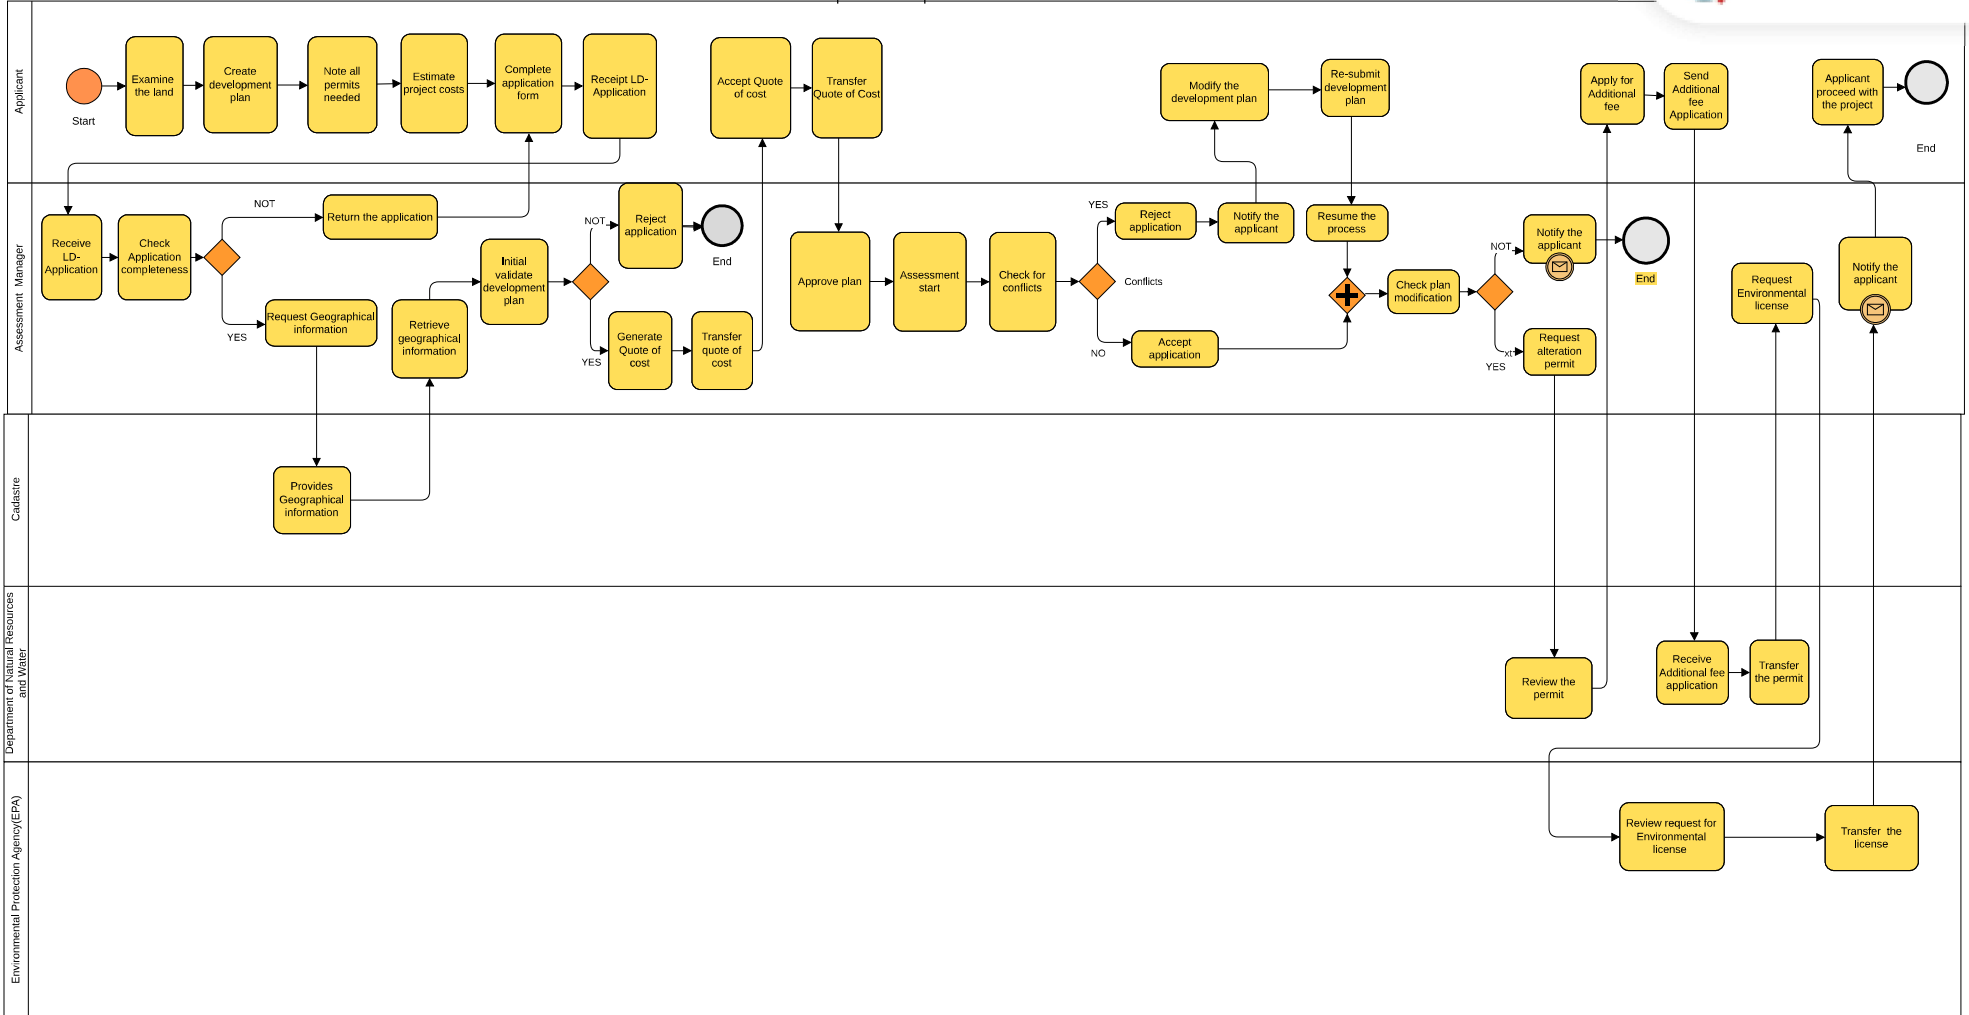 Applicant
Start
Examine
the land
Create
development
plan
Note all
permits
needed
Estimate
project costs
Complete
application
form
Receipt LD-
Application
Accept Quote
of cost
Transfer
Quote of Cost
Modify the
development plan
Re-submit
development
plan
Apply for
Additional
fee
Send
Additional
fee
Application
Applicant
proceed with
the project
End
Assessment Manager
Receive
LD-
Application
Check
Application
completeness
NOT
Return the application
YES
Request Geographical
information
Retrieve
geographical
information
Initial
validate
development
plan
NOT
Reject
application
End
YES
Generate
Quote of
cost
Transfer
quote of
cost
Approve plan
Assessment
start
Check for
conflicts
Conflicts
YES
Reject
application
Notify the
applicant
NO
Accept
application
Resume the
process
Check plan
modification
NOT
Notify the
applicant
End
xt
YES
Request
alteration
permit
Request
Environmental
license
Notify the
applicant
Cadastre
Provides
Geographical
information
Department of Natural Resources
and Water
Review the
permit
Receive
Additional fee
application
Transfer
the permit
Environmental Protection Agency(EPA)
Review request for
Environmental
license
Transfer the
license